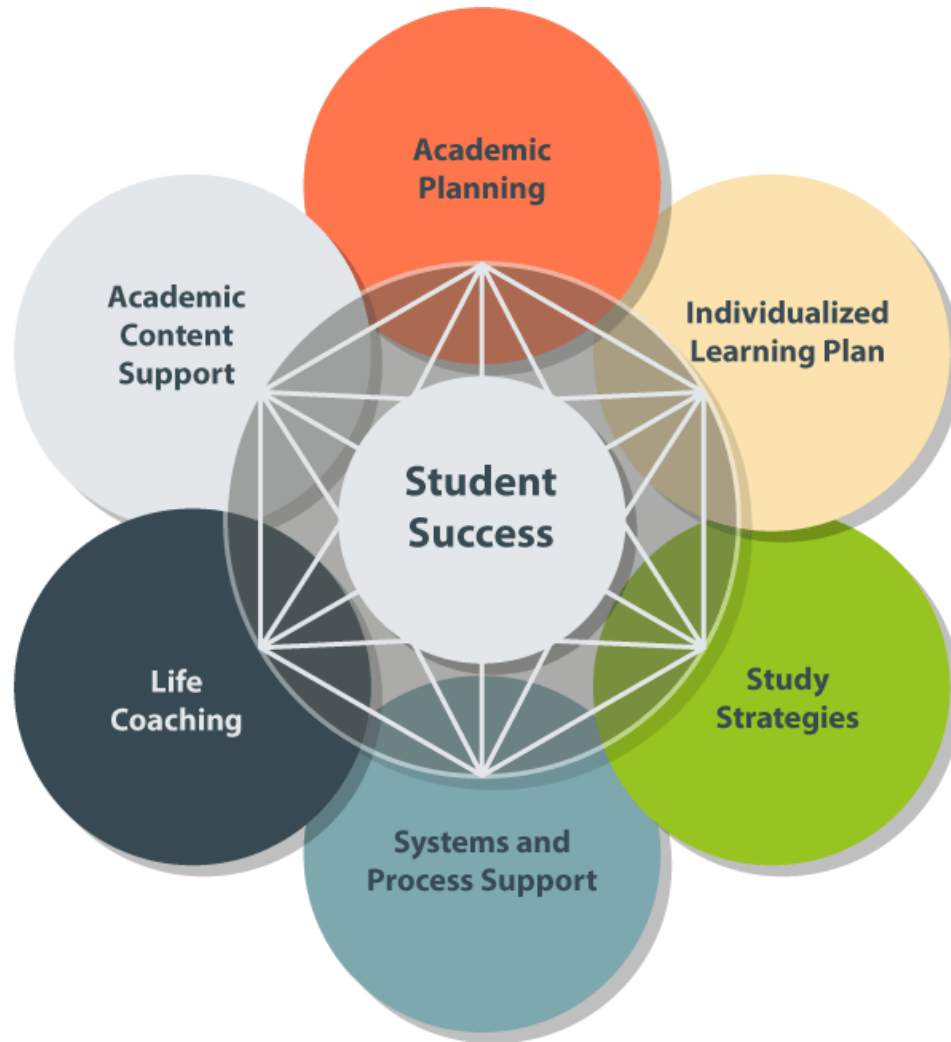 Academic
Planning
Individualized
Learning Plan
Study
Strategies
Systems and
Process Support
Life
Coaching
Academic
Content
Support
Student
Success